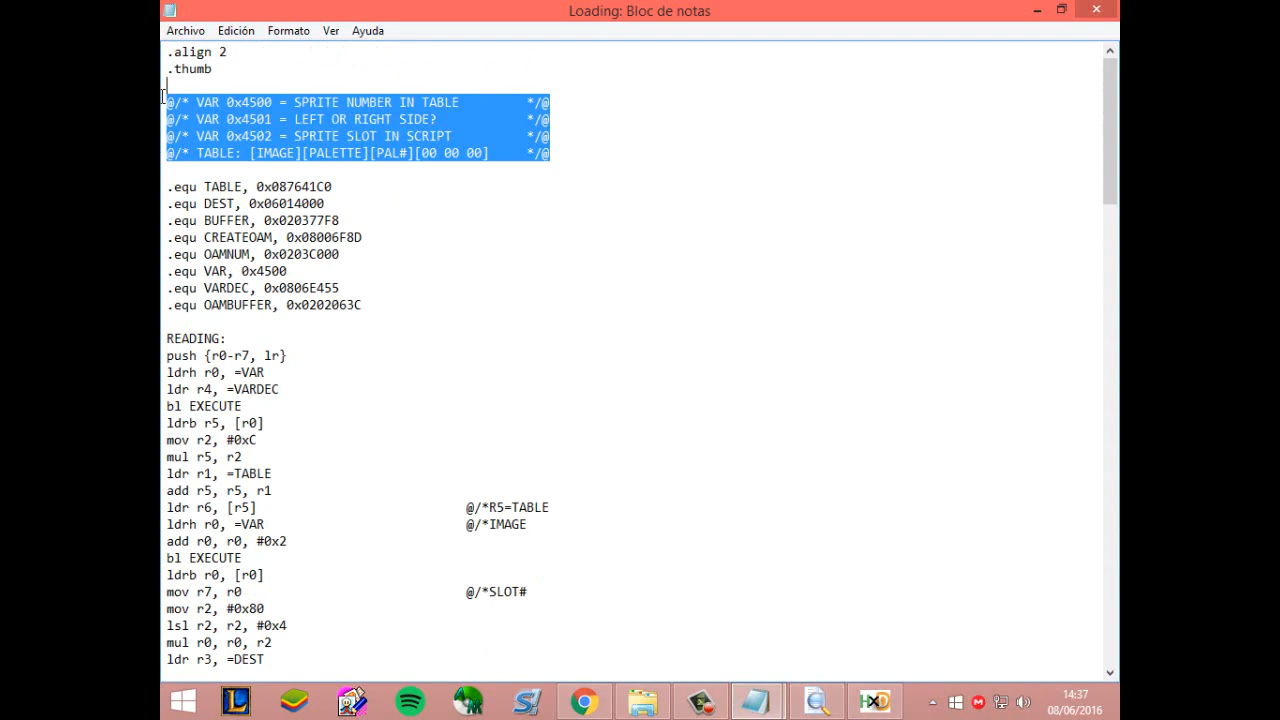 Loading: Bloc de notas
Archivo Edición Formato Ver Ayuda
.align 2
.thumb
@/* VAR 0x4500 = SPRITE NUMBER IN TABLE */@
@/* VAR 0x4501 = LEFT OR RIGHT SIDE? */@
@/* VAR 0x4502 = SPRITE SLOT IN SCRIPT */@
@/* TABLE: [IMAGE][PALETTE][PAL#][00 00 00] */@
.equ TABLE, 0x087641C0
.equ DEST, 0x06014000
.equ BUFFER, 0x020377F8
.equ CREATEOAM, 0x08006F8D
.equ OAMNUM, 0x0203C000
.equ VAR, 0x4500
.equ VARDEC, 0x0806E455
.equ OAMBUFFER, 0x0202063C
READING:
push {r0-r7, lr}
ldrh r0, =VAR
ldr r4, =VARDEC
bl EXECUTE
ldrb r5, [r0]
mov r2, #0xC
mul r5, r2
ldr r1, =TABLE
add r5, r5, r1
ldr r6, [r5] @/*R5=TABLE
ldrh r0, =VAR @/*IMAGE
add r0, r0, #0x2
bl EXECUTE
ldrb r0, [r0]
mov r7, r0 @/*SLOT#
mov r2, #0x80
lsl r2, r2, #0x4
mul r0, r0, r2
ldr r3, =DEST
14:37
08/06/2016